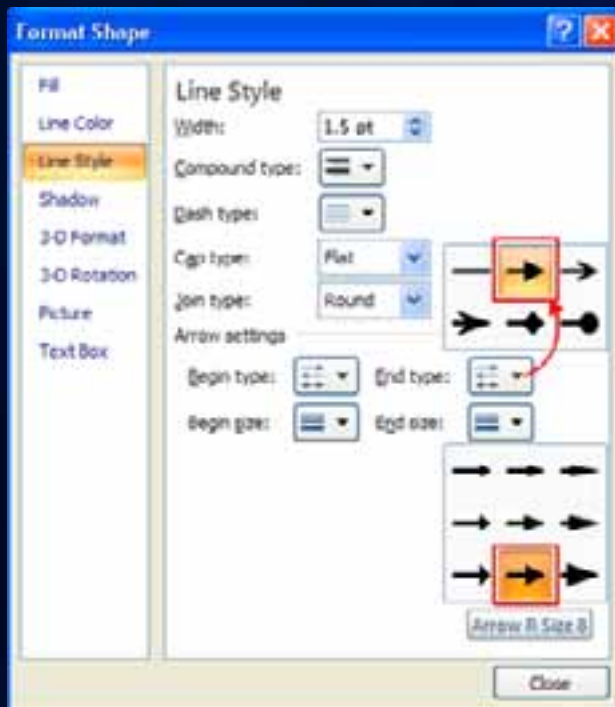 Format Shape
Fill
Line Color
Line Style
Shadow
3-D Format
3-D Rotation
Picture
Text Box
Line Style
Width: 1.5 pt
Compound type:
Dash type:
Cap type: Flat
Join type: Round
Arrow settings
Begin type: End type:
Begin size: End size:
Arrow R Size 8
Close